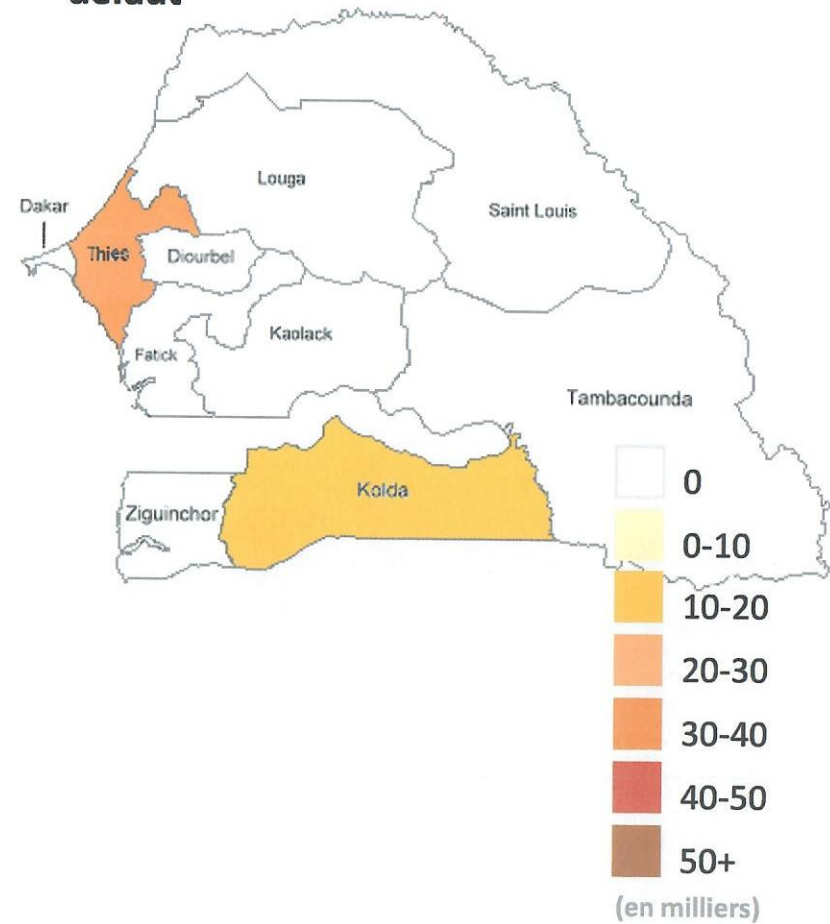 Louga
Dakar
Saint Louis
Thies
Diourbel
Kaolack
Fatick
Tambacounda
Kolda
Ziguinchor
0
0-10
10-20
20-30
30-40
40-50
50+
(en milliers)